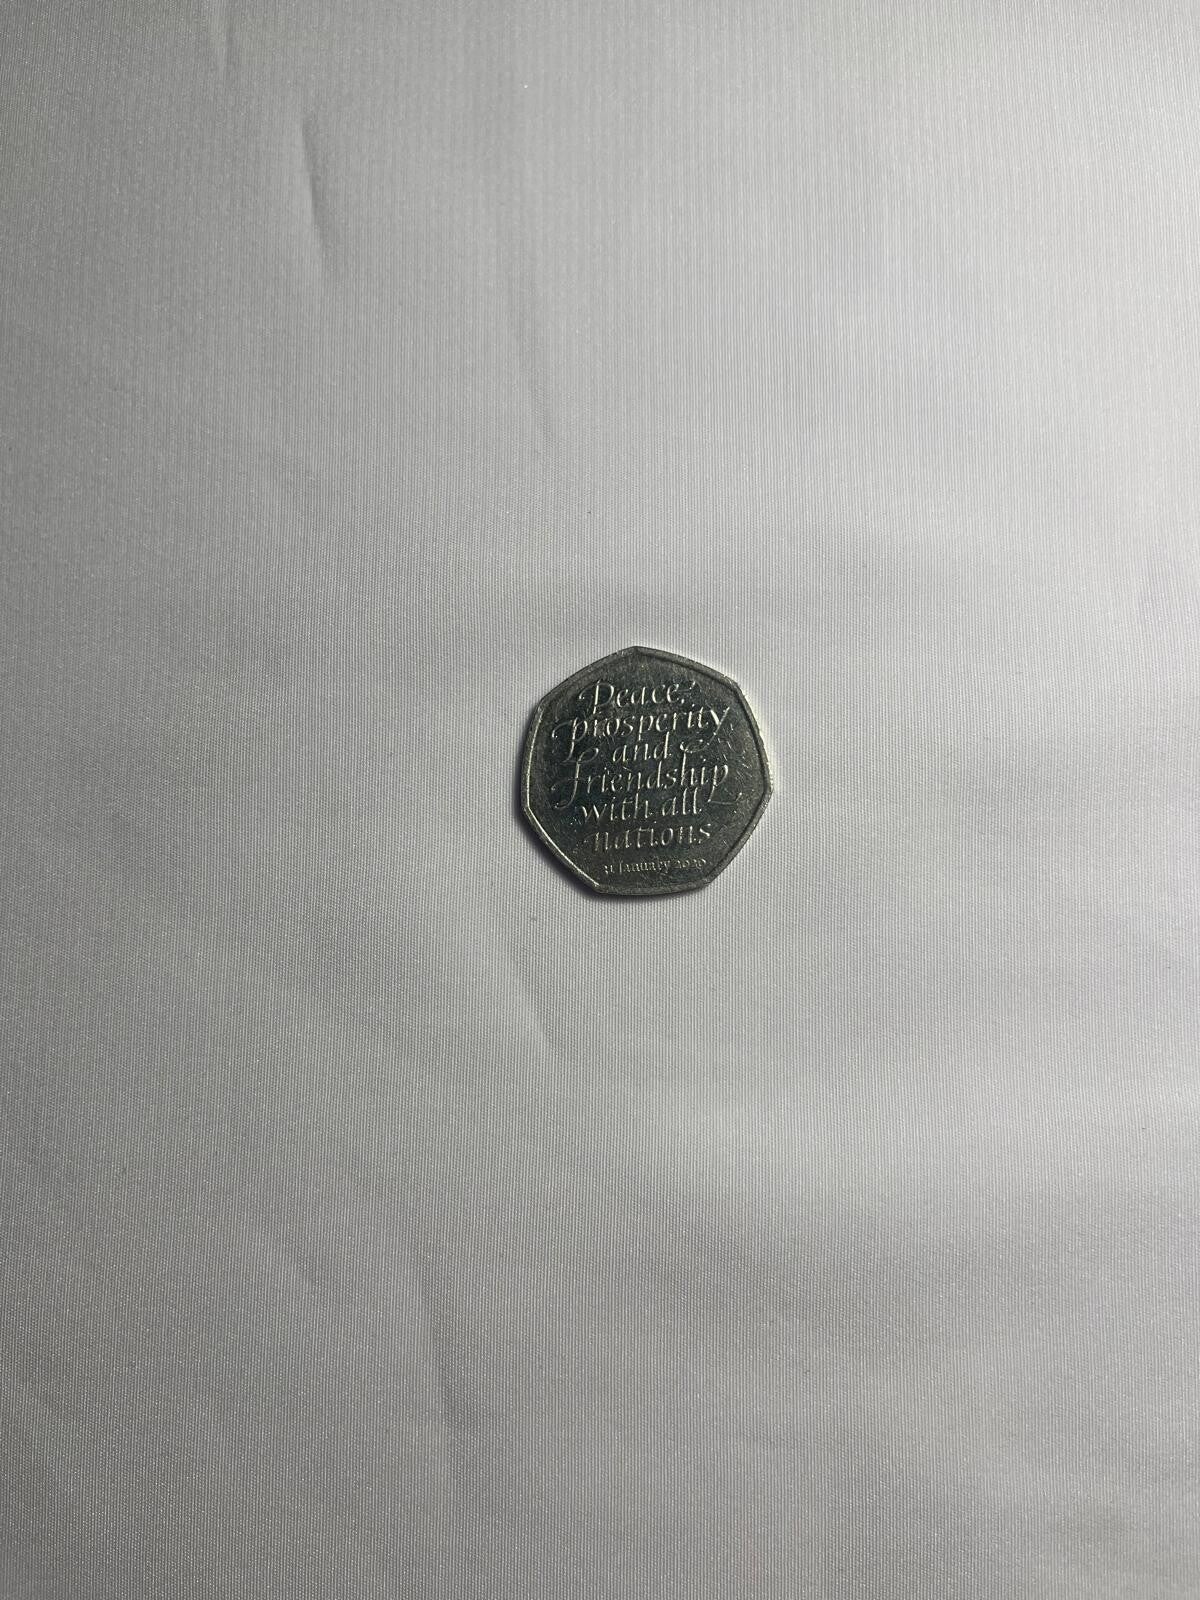 Peace,
prosperity
and
friendship
with all
nations
31 January 2020